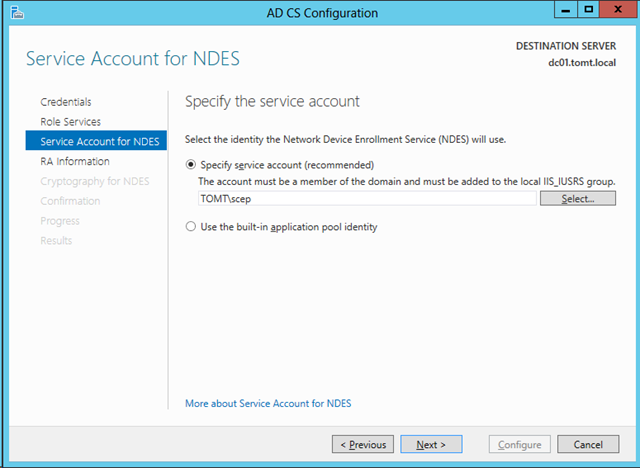 AD CS Configuration
Service Account for NDES
DESTINATION SERVER
dc01.tomt.local
Credentials
Role Services
Service Account for NDES
RA Information
Cryptography for NDES
Confirmation
Progress
Results
Specify the service account
Select the identity the Network Device Enrollment Service (NDES) will use.
Specify service account (recommended)
The account must be a member of the domain and must be added to the local IIS_IUSRS group.
TOMT\scep
Select...
Use the built-in application pool identity
More about Service Account for NDES
< Previous
Next >
Configure
Cancel